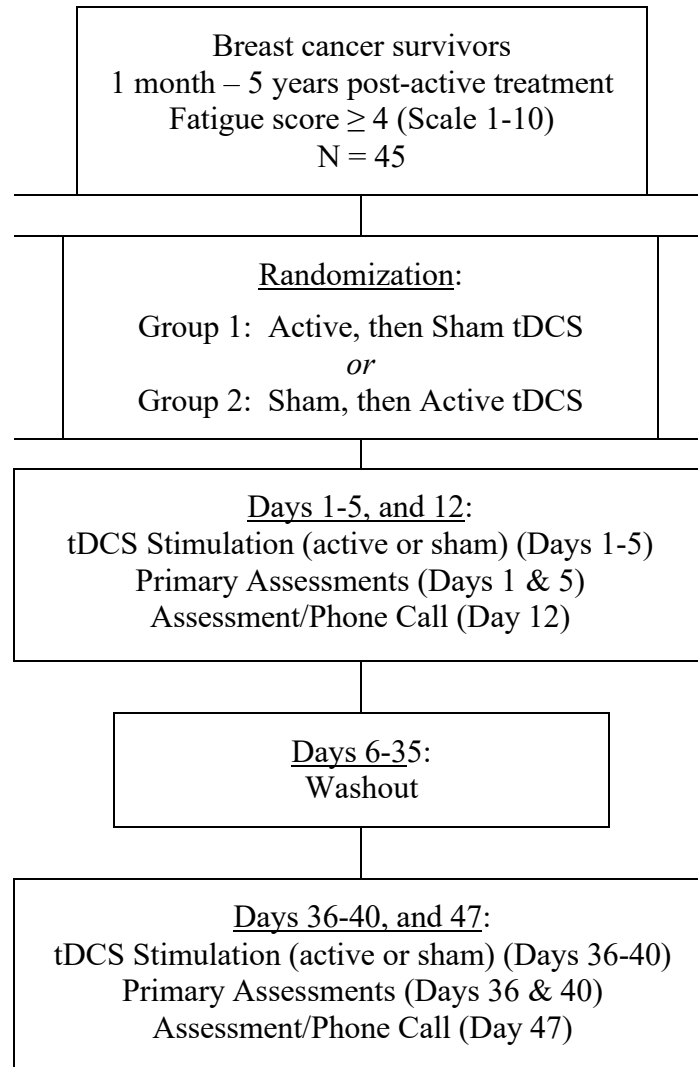 Breast cancer survivors
1 month – 5 years post-active treatment
Fatigue score ≥ 4 (Scale 1-10)
N = 45
Randomization:
Group 1:  Active, then Sham tDCS
or
Group 2:  Sham, then Active tDCS
Days 1-5, and 12:
tDCS Stimulation (active or sham) (Days 1-5)
Primary Assessments (Days 1 & 5)
Assessment/Phone Call (Day 12)
Days 6-35:
Washout
Days 36-40, and 47:
tDCS Stimulation (active or sham) (Days 36-40)
Primary Assessments (Days 36 & 40)
Assessment/Phone Call (Day 47)